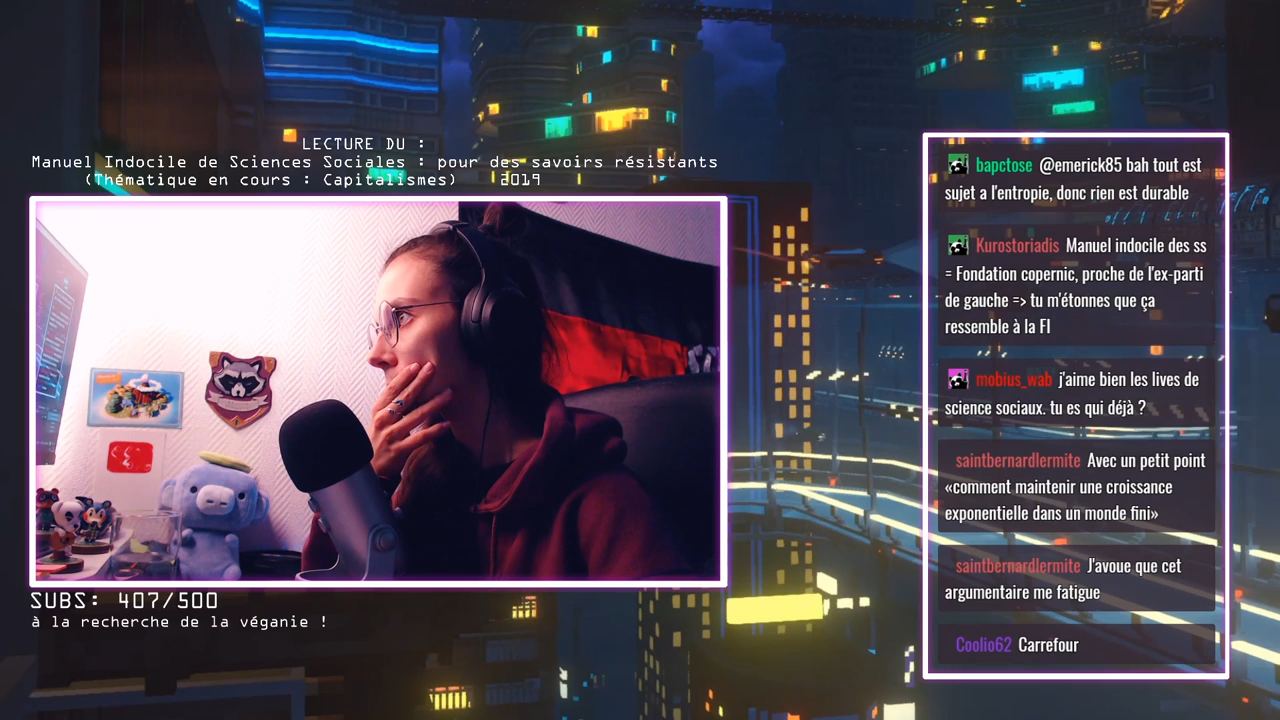 LECTURE DU :
Manuel Indocile de Sciences Sociales : pour des savoirs résistants
(Thématique en cours : Capitalismes) 2019
SUBS: 407/500
à la recherche de la véganie !
bapctose @emerick85 bah tout est
sujet a l'entropie, donc rien est durable
Kurostoriadis Manuel indocile des ss
= Fondation copernic, proche de l'ex-parti
de gauche => tu m'étonnes que ça
ressemble à la FI
mobius_wab j'aime bien les lives de
science sociaux. tu es qui déjà ?
saintbernardlermite Avec un petit point
«comment maintenir une croissance
exponentielle dans un monde fini»
saintbernardlermite J'avoue que cet
argumentaire me fatigue
Coolio62 Carrefour